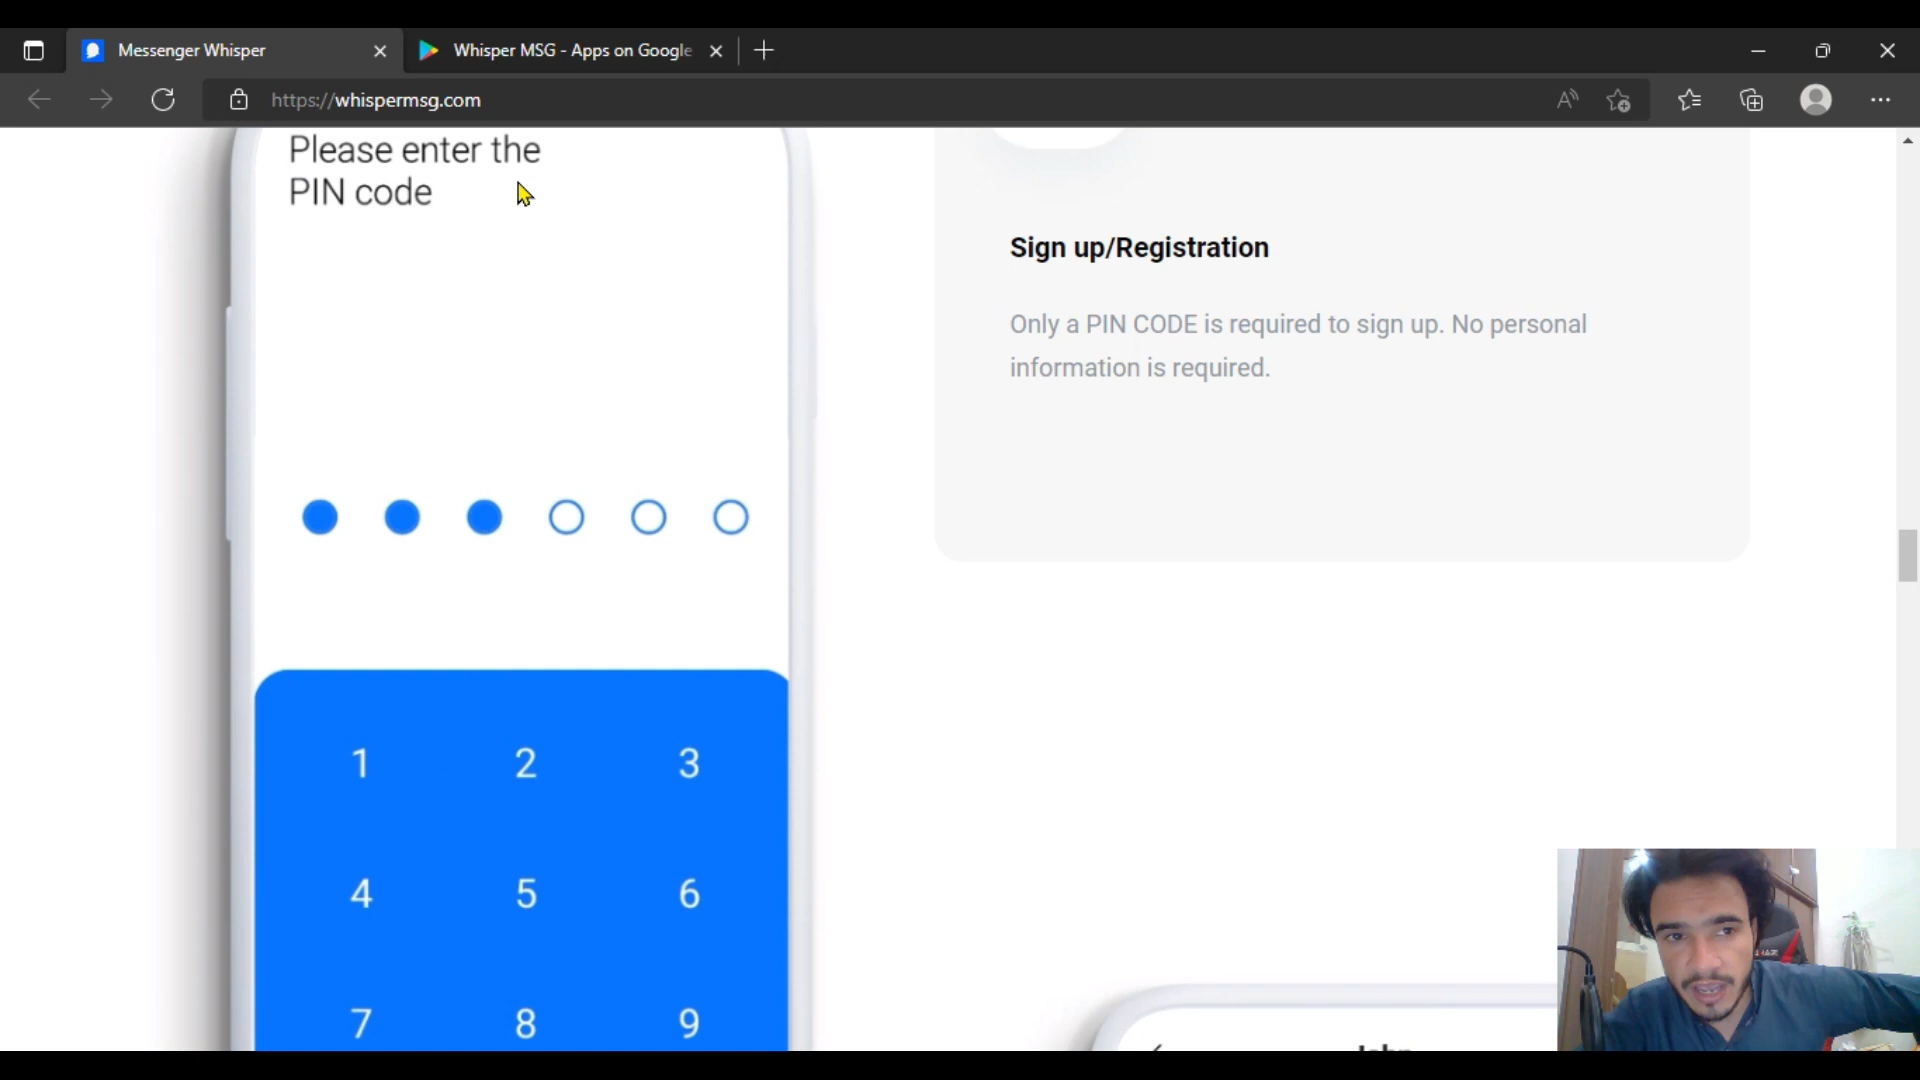 Messenger Whisper
Whisper MSG - Apps on Google
https://whispermsg.com
Please enter the
PIN code
Sign up/Registration
Only a PIN CODE is required to sign up. No personal
information is required.
1 2 3
4 5 6
7 8 9